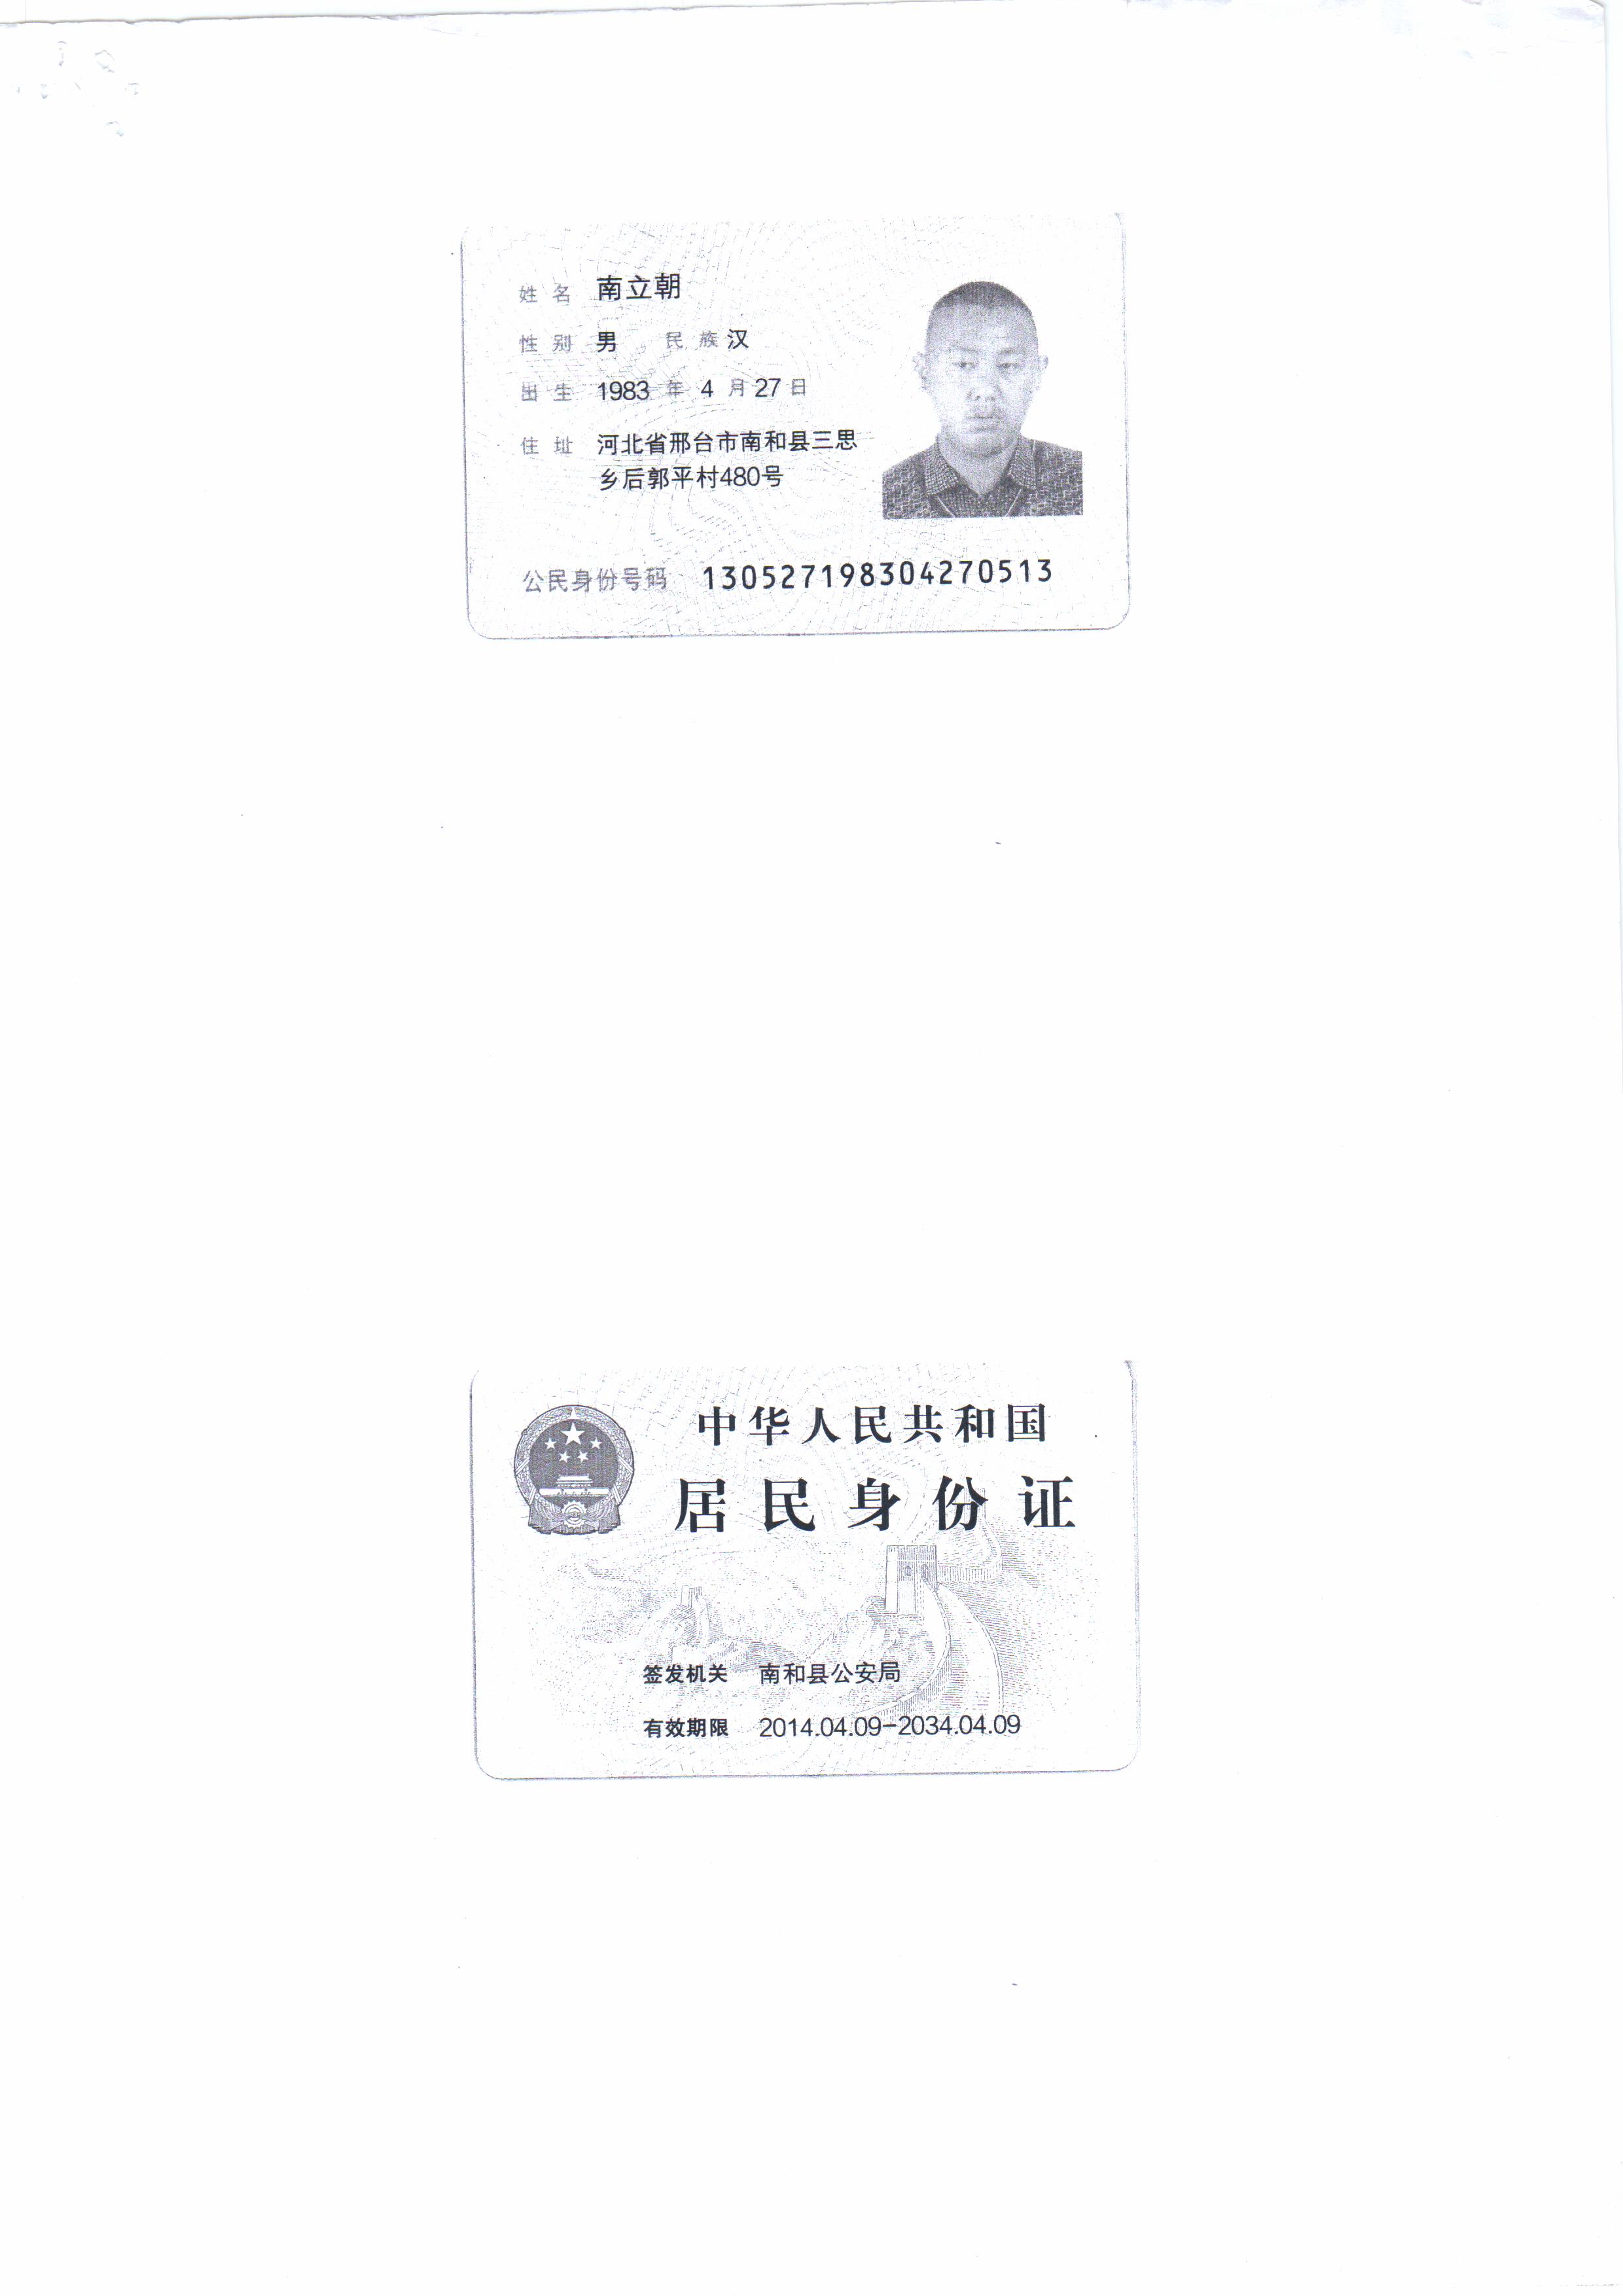 姓名 南立朝
性别 男 民族 汉
出生 1983 年 4 月 27 日
住址 河北省邢台市南和县三思
乡后郭平村480号
公民身份号码 130527198304270513
中华人民共和国
居民身份证
签发机关 南和县公安局
有效期限 2014.04.09-2034.04.09